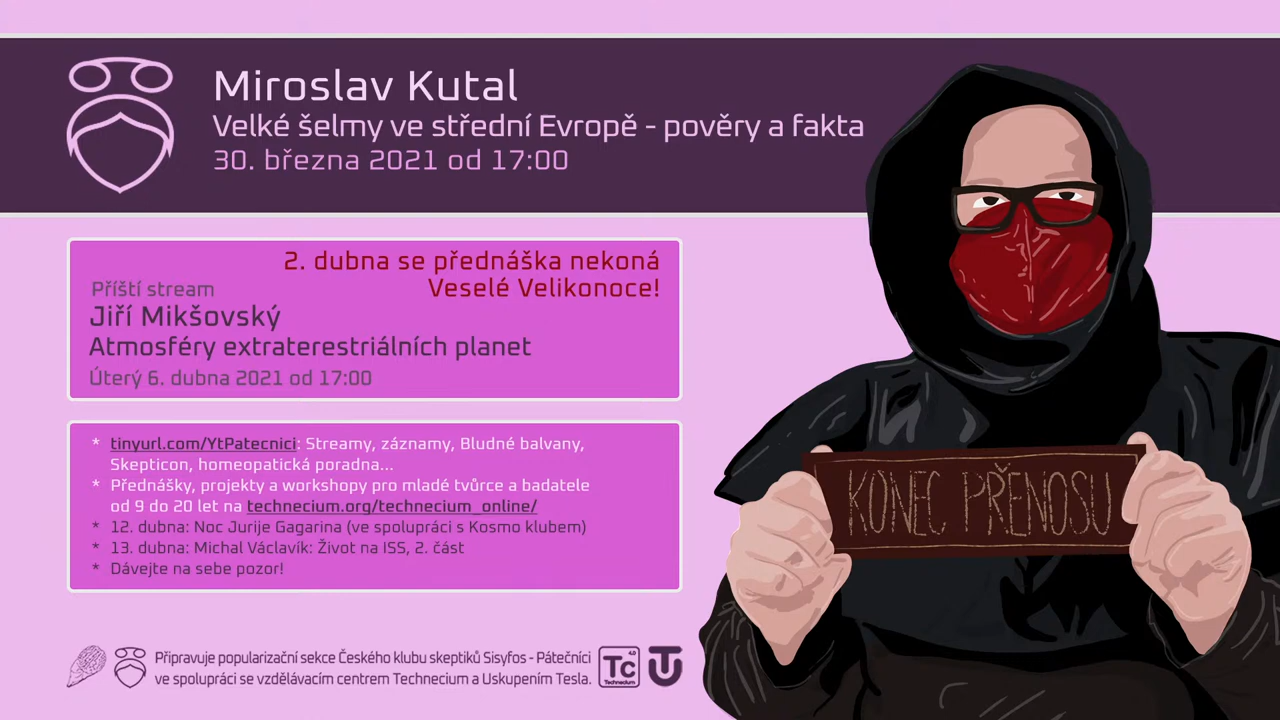 Miroslav Kutal
Velké šelmy ve střední Evropě - pověry a fakta
30. března 2021 od 17:00
2. dubna se přednáška nekoná
Veselé Velikonoce!
Příští stream
Jiří Mikšovský
Atmosféry extraterestriálních planet
Úterý 6. dubna 2021 od 17:00
* tinyurl.com/YtPatecnici: Streamy, záznamy, Bludné balvany,
Skepticon, homeopatická poradna...
* Přednášky, projekty a workshopy pro mladé tvůrce a badatele
od 9 do 20 let na technecium.org/technecium_online/
* 12. dubna: Noc Jurije Gagarina (ve spolupráci s Kosmo klubem)
* 13. dubna: Michal Václavík: Život na ISS, 2. část
* Dávejte na sebe pozor!
KONEC PŘENOSU
Připravuje popularizační sekce Českého klubu skeptiků Sisyfos - Pátečníci
ve spolupráci se vzdělávacím centrem Technecium a Uskupením Tesla.
4.0
Tc
Technecium